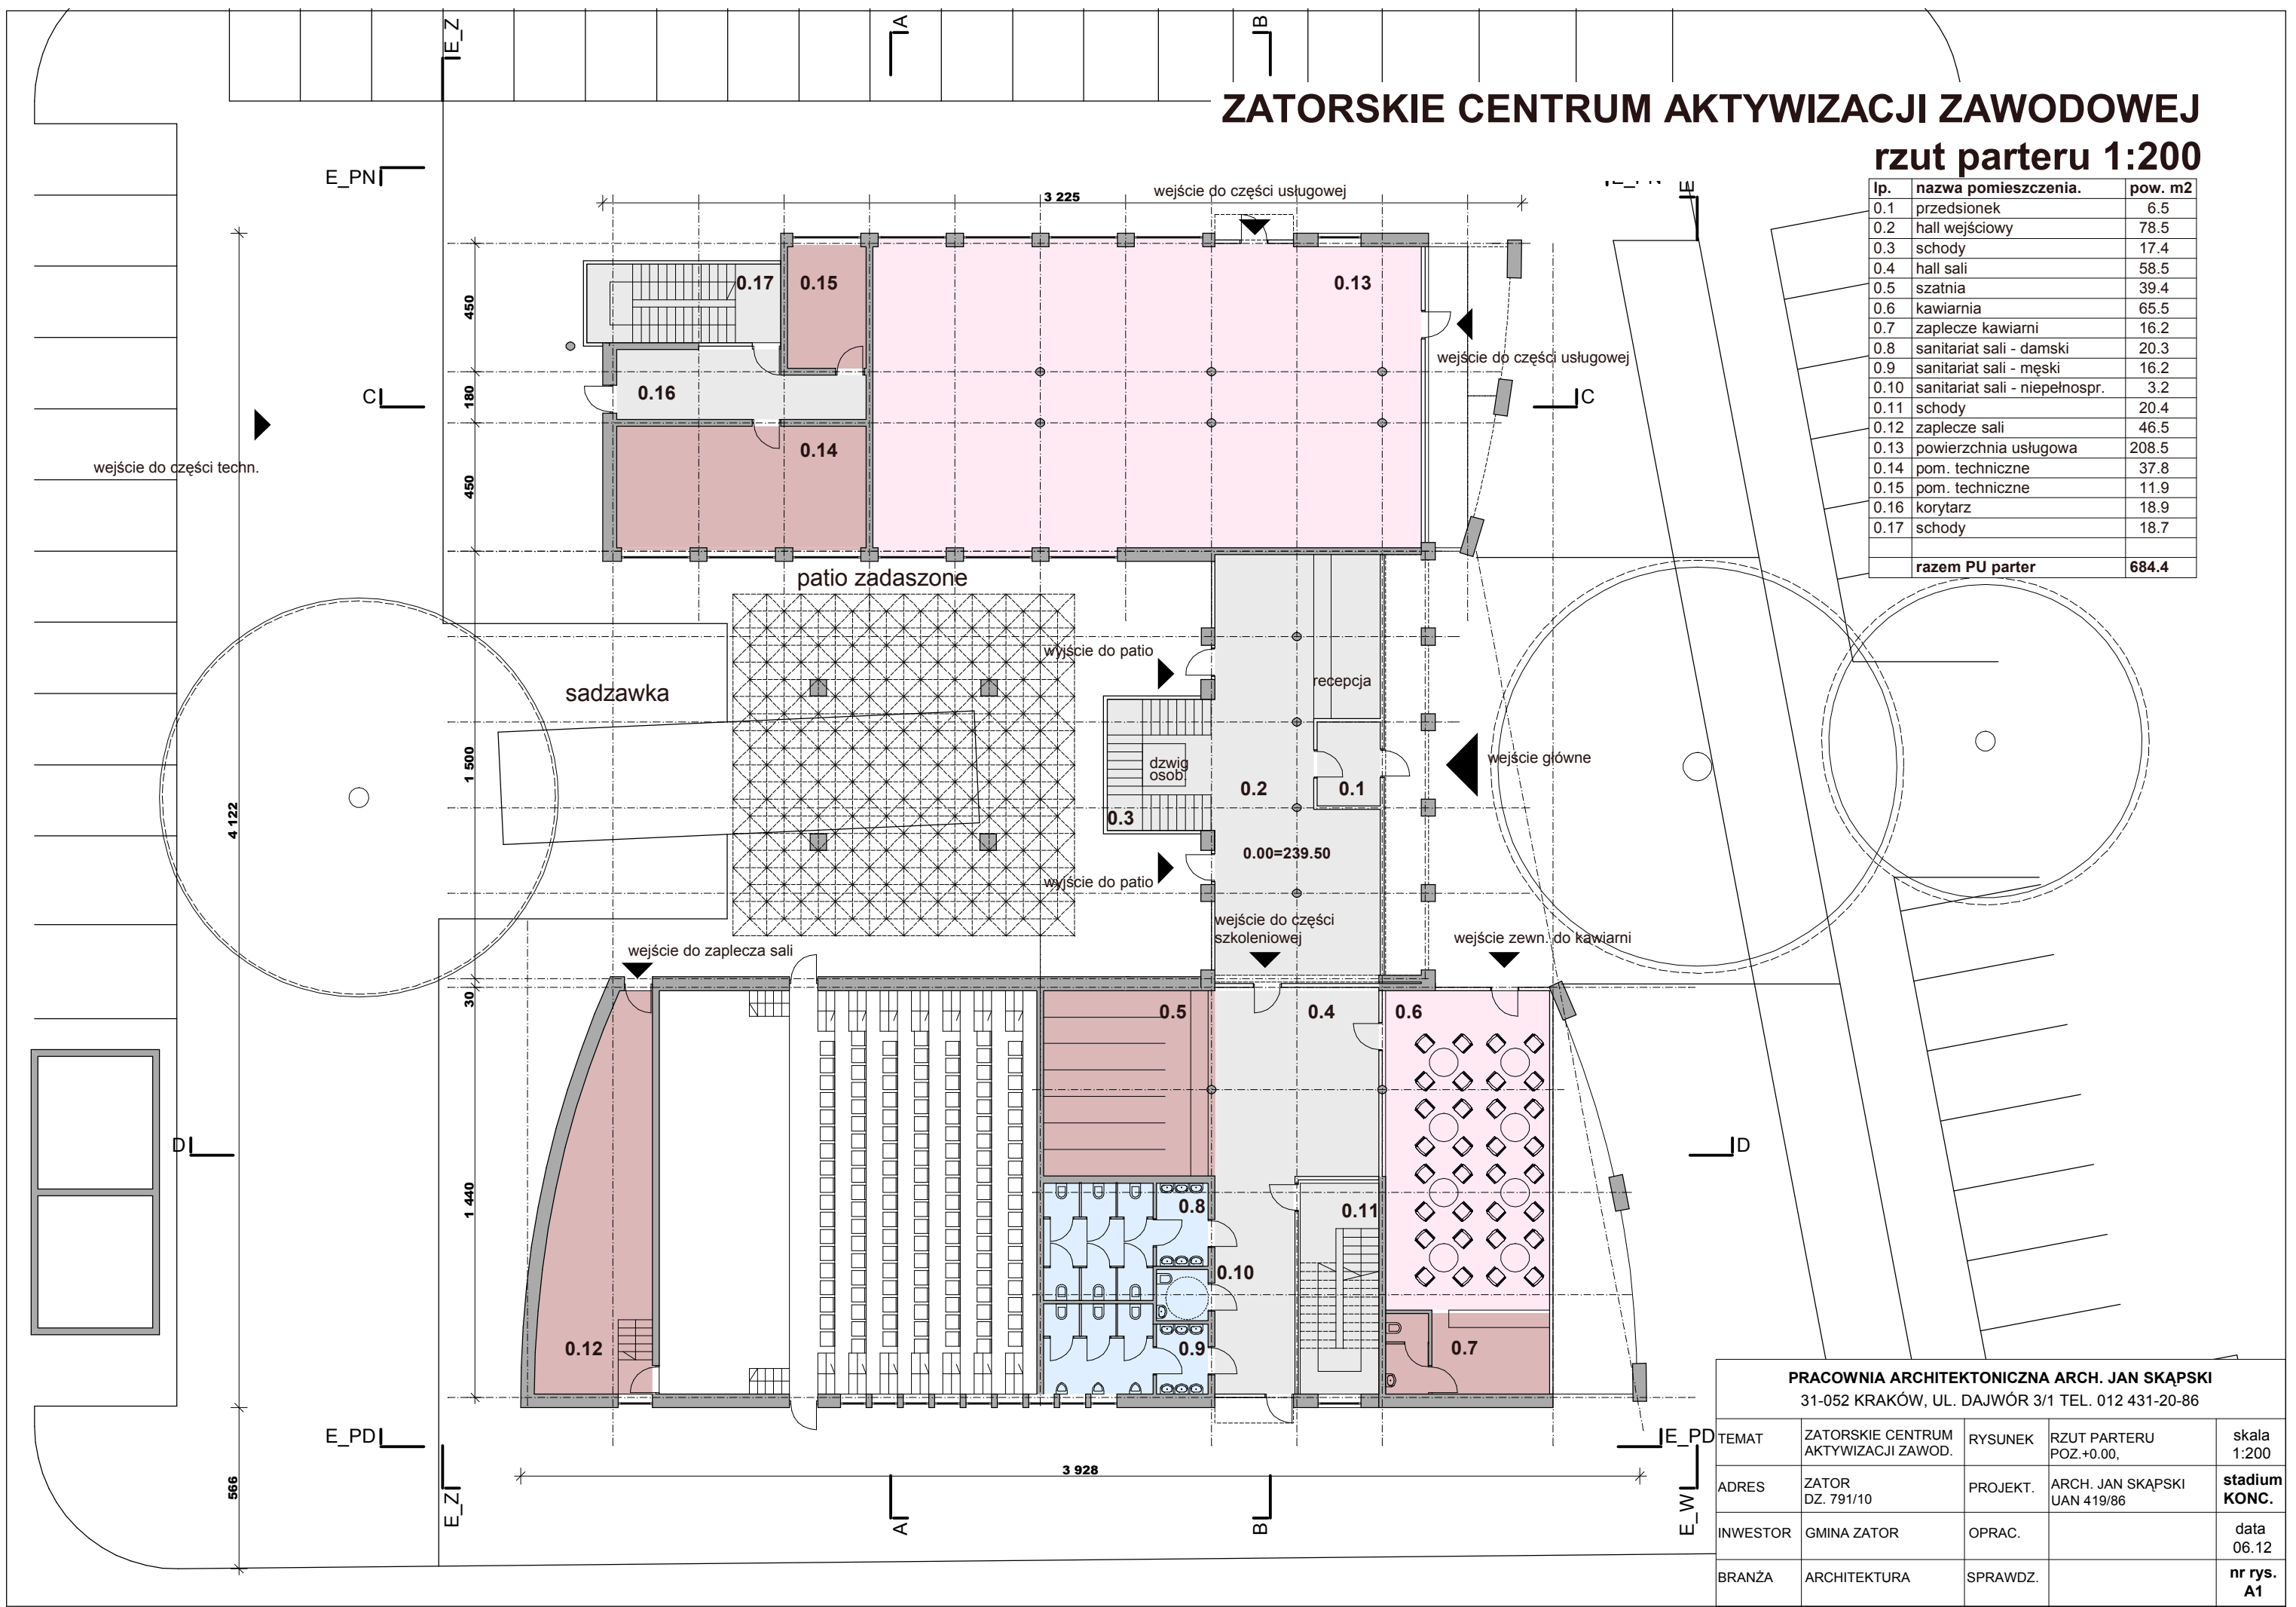 E_Z
A
B
ZATORSKIE CENTRUM AKTYWIZACJI ZAWODOWEJ
rzut parteru 1:200
E_PN
wejście do części usługowej
3 225
lp. nazwa pomieszczenia. pow. m2
0.1 przedsionek 6.5
0.2 hall wejściowy 78.5
0.3 schody 17.4
0.4 hall sali 58.5
0.5 szatnia 39.4
0.6 kawiarnia 65.5
0.7 zaplecze kawiarni 16.2
0.8 sanitariat sali - damski 20.3
0.9 sanitariat sali - męski 16.2
0.10 sanitariat sali - niepełnospr. 3.2
0.11 schody 20.4
0.12 zaplecze sali 46.5
0.13 powierzchnia usługowa 208.5
0.14 pom. techniczne 37.8
0.15 pom. techniczne 11.9
0.16 korytarz 18.9
0.17 schody 18.7
razem PU parter 684.4
0.17
0.15
0.13
450
wejście do części usługowej
C
180
0.16
C
0.14
wejście do części techn.
450
patio zadaszone
wyjście do patio
sadzawka
recepcja
1 500
dzwig
osob.
wejście główne
0.2
0.1
4 122
0.3
0.00=239.50
wyjście do patio
wejście do części
szkoleniowej
wejście zewn. do kawiarni
wejście do zaplecza sali
30
0.5
0.4
0.6
D
D
1 440
0.8
0.11
0.10
0.12
0.9
0.7
E_PD
E_PD
3 928
566
E_Z
A
B
E_W
PRACOWNIA ARCHITEKTONICZNA ARCH. JAN SKĄPSKI
31-052 KRAKÓW, UL. DAJWÓR 3/1 TEL. 012 431-20-86
TEMAT ZATORSKIE CENTRUM AKTYWIZACJI ZAWOD. RYSUNEK RZUT PARTERU POZ.+0.00, skala 1:200
ADRES ZATOR DZ. 791/10 PROJEKT. ARCH. JAN SKĄPSKI UAN 419/86 stadium KONC.
INWESTOR GMINA ZATOR OPRAC. data 06.12
BRANŻA ARCHITEKTURA SPRAWDZ. nr rys. A1